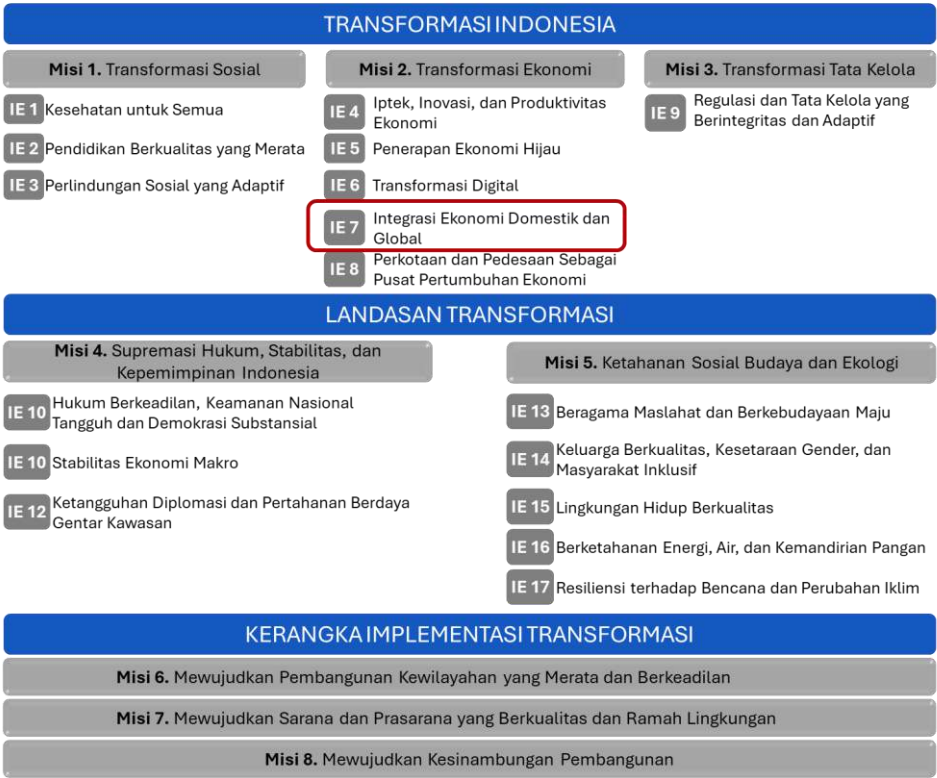 TRANSFORMASI INDONESIA
Misi 1. Transformasi Sosial
IE 1 Kesehatan untuk Semua
IE 2 Pendidikan Berkualitas yang Merata
IE 3 Perlindungan Sosial yang Adaptif
Misi 2. Transformasi Ekonomi
IE 4 Iptek, Inovasi, dan Produktivitas
Ekonomi
IE 5 Penerapan Ekonomi Hijau
IE 6 Transformasi Digital
IE 7 Integrasi Ekonomi Domestik dan
Global
IE 8 Perkotaan dan Pedesaan Sebagai
Pusat Pertumbuhan Ekonomi
Misi 3. Transformasi Tata Kelola
IE 9 Regulasi dan Tata Kelola yang
Berintegritas dan Adaptif
LANDASAN TRANSFORMASI
Misi 4. Supremasi Hukum, Stabilitas, dan
Kepemimpinan Indonesia
IE 10 Hukum Berkeadilan, Keamanan Nasional
Tangguh dan Demokrasi Substansial
IE 10 Stabilitas Ekonomi Makro
IE 12 Ketangguhan Diplomasi dan Pertahanan Berdaya
Gentar Kawasan
Misi 5. Ketahanan Sosial Budaya dan Ekologi
IE 13 Beragama Maslahat dan Berkebudayaan Maju
IE 14 Keluarga Berkualitas, Kesetaraan Gender, dan
Masyarakat Inklusif
IE 15 Lingkungan Hidup Berkualitas
IE 16 Berketahanan Energi, Air, dan Kemandirian Pangan
IE 17 Resiliensi terhadap Bencana dan Perubahan Iklim
KERANGKA IMPLEMENTASI TRANSFORMASI
Misi 6. Mewujudkan Pembangunan Kewilayahan yang Merata dan Berkeadilan
Misi 7. Mewujudkan Sarana dan Prasarana yang Berkualitas dan Ramah Lingkungan
Misi 8. Mewujudkan Kesinambungan Pembangunan